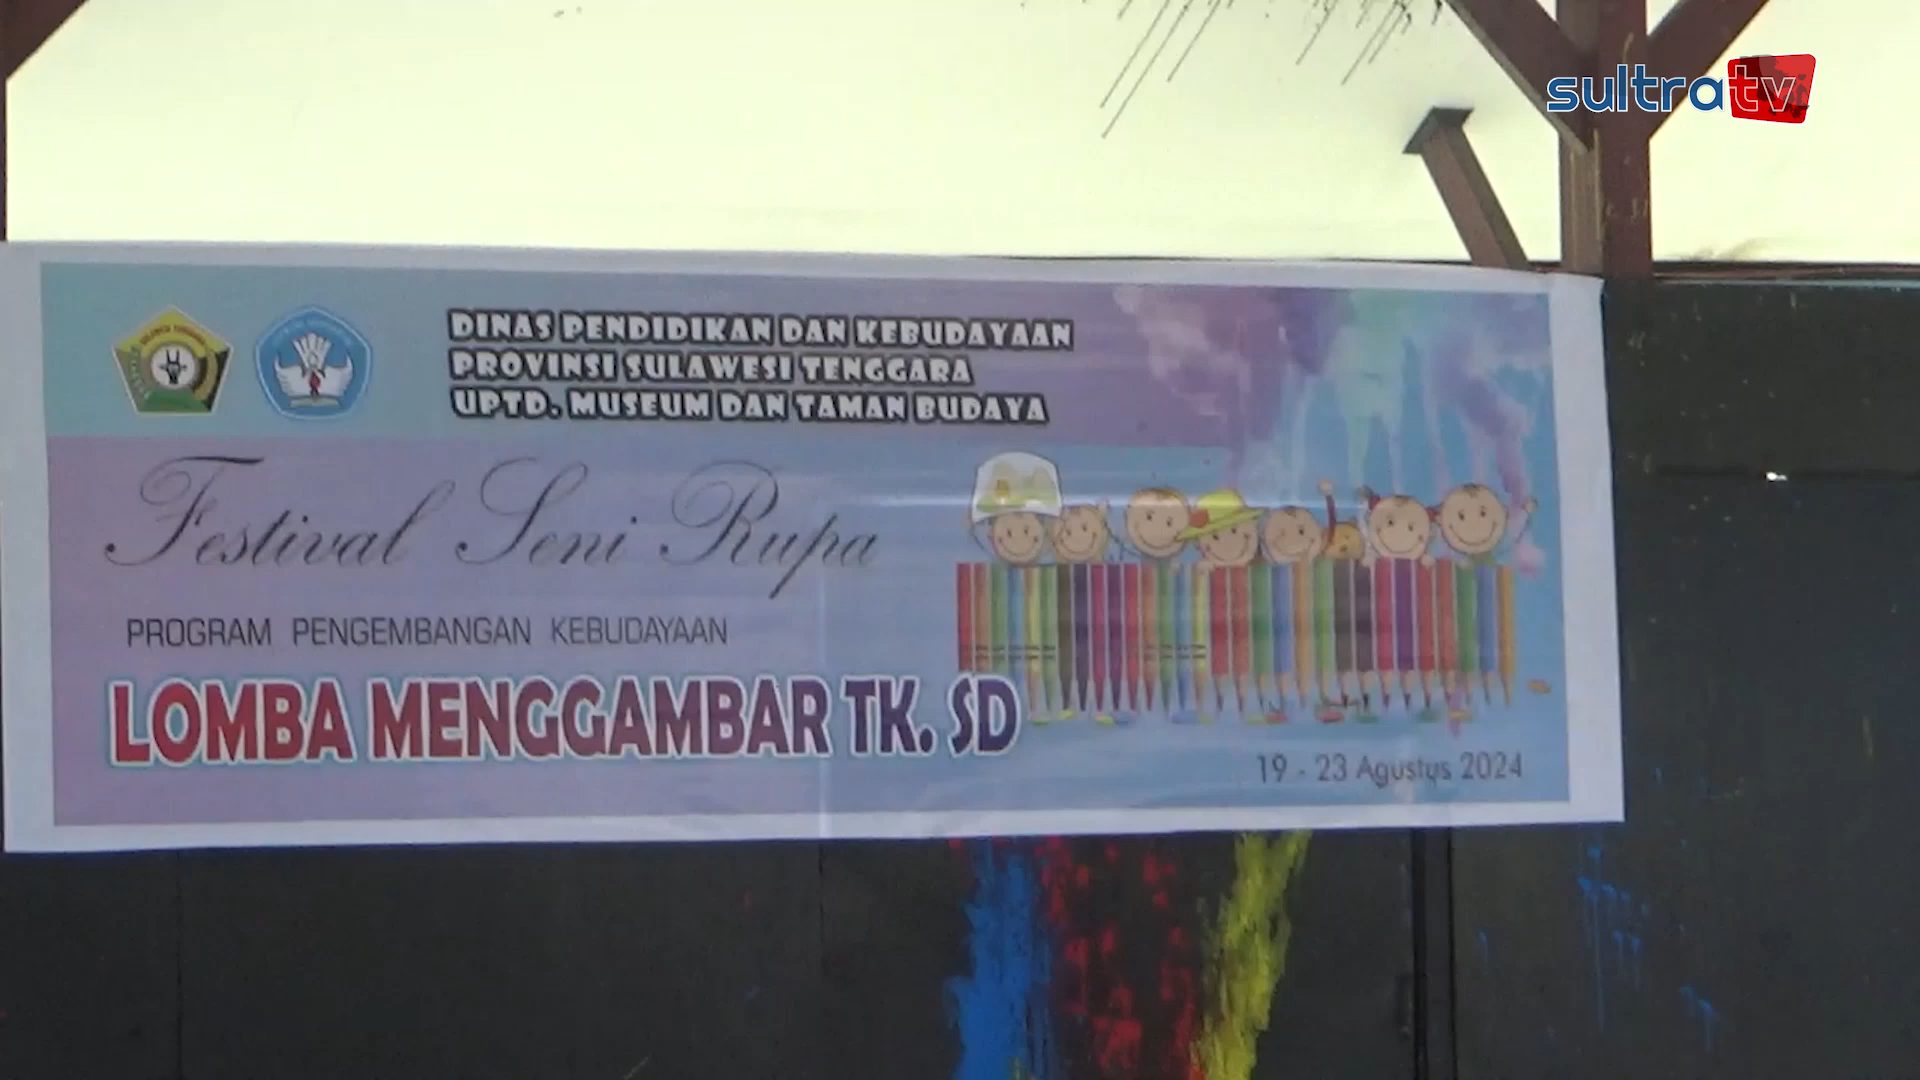 sultratv
DINAS PENDIDIKAN DAN KEBUDAYAAN
PROVINSI SULAWESI TENGGARA
UPTD. MUSEUM DAN TAMAN BUDAYA
Festival Seni Rupa
PROGRAM PENGEMBANGAN KEBUDAYAAN
LOMBA MENGGAMBAR TK. SD
19 - 23 Agustus 2024